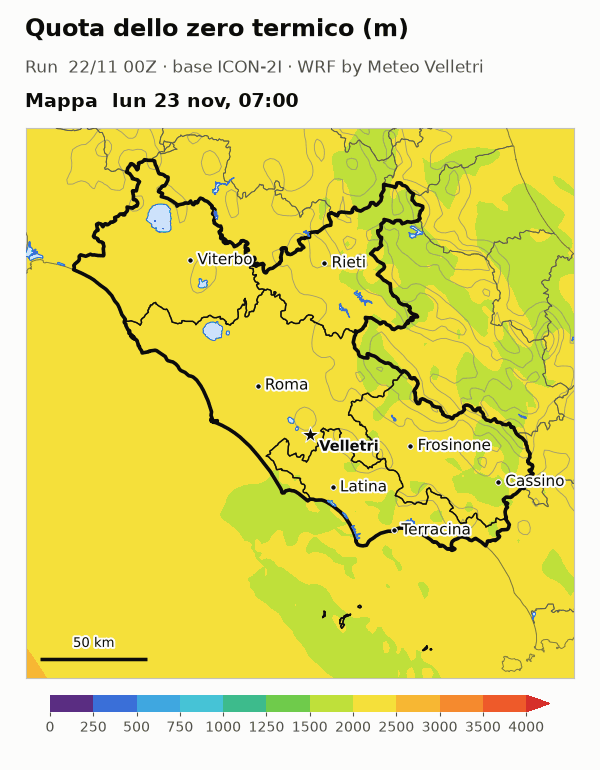 Quota dello zero termico (m)
Run  22/11 00Z · base ICON-2I · WRF by Meteo Velletri
Mappa  lun 23 nov, 07:00
Viterbo
Rieti
Roma
Velletri
Frosinone
Latina
Cassino
Terracina
50 km
0 250 500 750 1000 1250 1500 2000 2500 3000 3500 4000